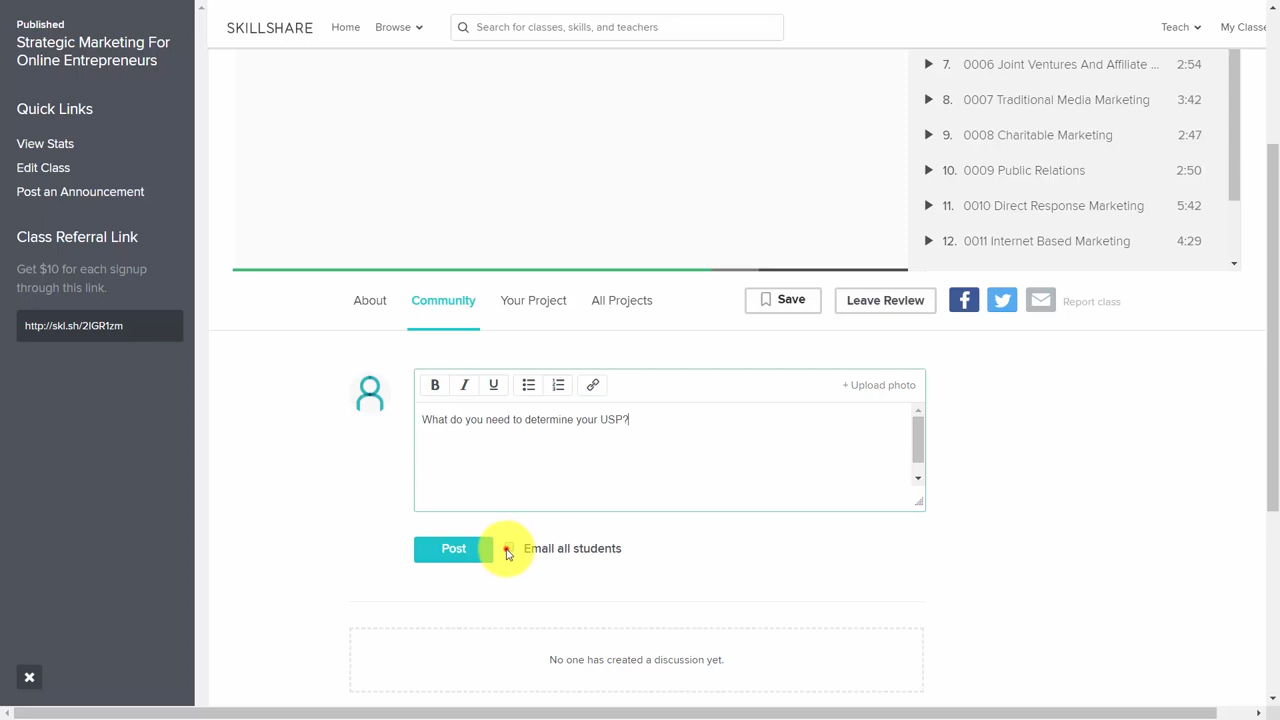 Published
Strategic Marketing For
Online Entrepreneurs
Quick Links
View Stats
Edit Class
Post an Announcement
Class Referral Link
Get $10 for each signup
through this link.
http://skl.sh/2lGR1zm
SKILLSHARE Home Browse Search for classes, skills, and teachers Teach My Classe
7. 0006 Joint Ventures And Affiliate ... 2:54
8. 0007 Traditional Media Marketing 3:42
9. 0008 Charitable Marketing 2:47
10. 0009 Public Relations 2:50
11. 0010 Direct Response Marketing 5:42
12. 0011 Internet Based Marketing 4:29
About Community Your Project All Projects Save Leave Review Report class
B I U + Upload photo
What do you need to determine your USP?
Post Email all students
No one has created a discussion yet.